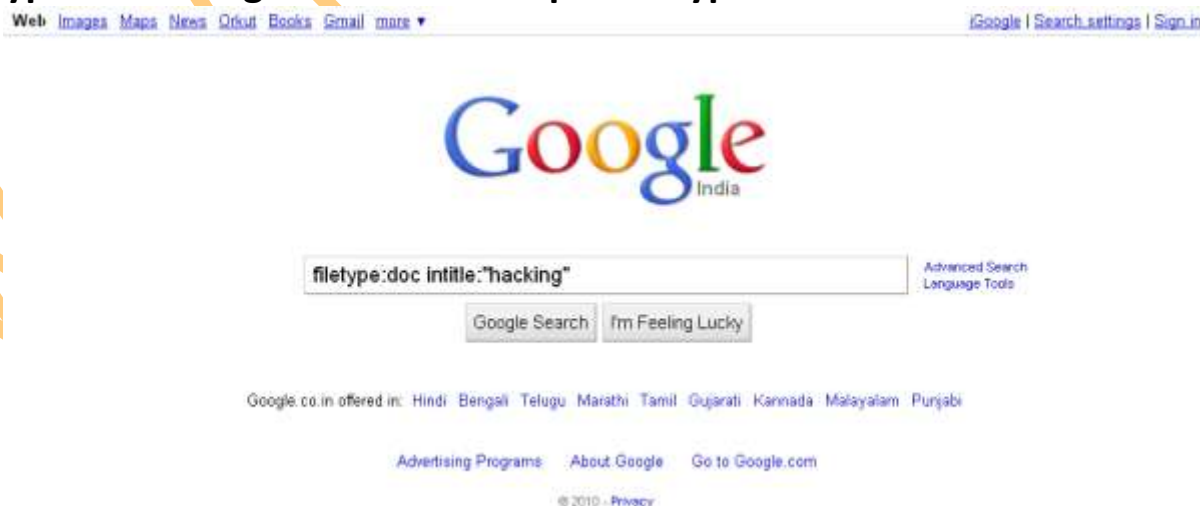 Web Images Maps News Orkut Books Gmail more ▼ iGoogle | Search settings | Sign in
Google
India
filetype:doc intitle:"hacking"
Advanced Search
Language Tools
Google Search I'm Feeling Lucky
Google.co.in offered in: Hindi Bengali Telugu Marathi Tamil Gujarati Kannada Malayalam Punjabi
Advertising Programs About Google Go to Google.com
© 2010 - Privacy